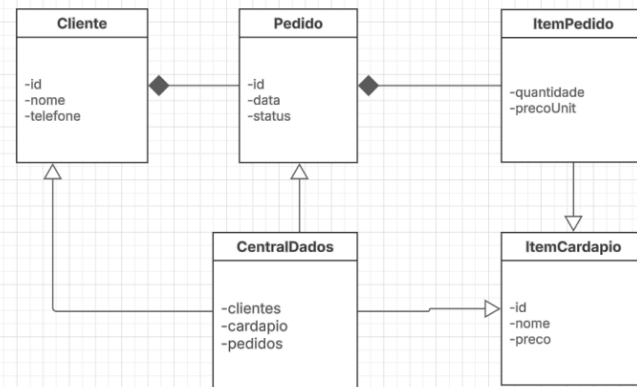 Cliente
-id
-nome
-telefone
Pedido
-id
-data
-status
ItemPedido
-quantidade
-precoUnit
CentralDados
-clientes
-cardapio
-pedidos
ItemCardapio
-id
-nome
-preco